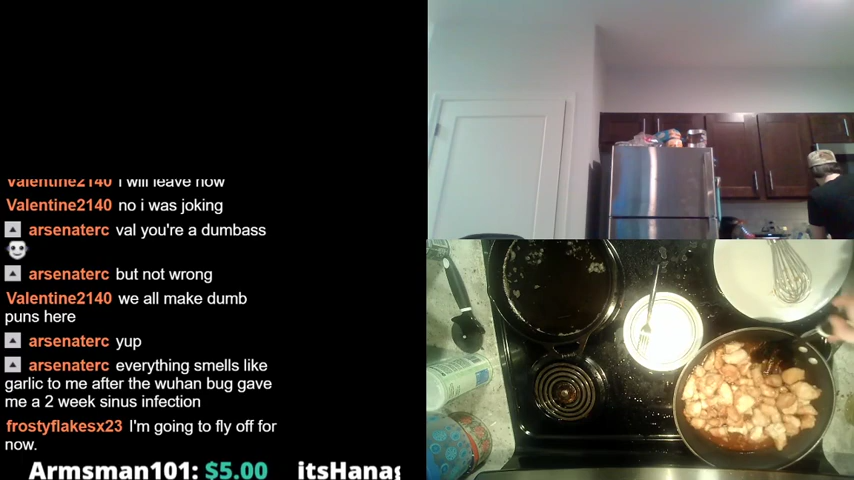 Valentine2140 i will leave now
Valentine2140 no i was joking
arsenaterc val you're a dumbass
arsenaterc but not wrong
Valentine2140 we all make dumb
puns here
arsenaterc yup
arsenaterc everything smells like
garlic to me after the wuhan bug gave
me a 2 week sinus infection
frostyflakesx23 I'm going to fly off for
now.
Armsman101: $5.00 itsHanag